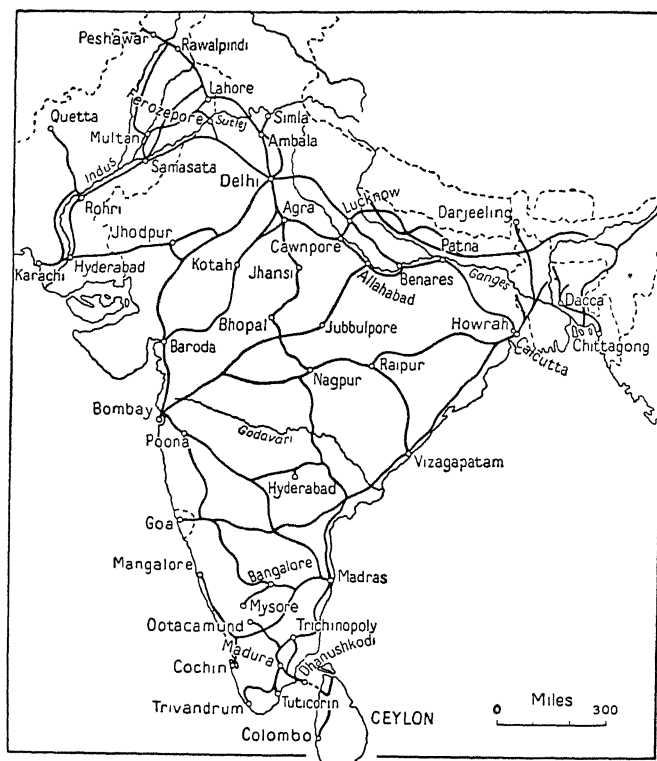 Peshawar
Rawalpindi
Lahore
Ferozepore
Sutlej
Simla
Quetta
Multan
Ambala
Indus
Samasata
Delhi
Rohri
Lucknow
Agra
Darjeeling
Jhodpur
Cawnpore
Patna
Karachi
Hyderabad
Kotah
Jhansi
Allahabad
Benares
Ganges
Dacca
Bhopal
Jubbulpore
Howrah
Baroda
Calcutta
Chittagong
Nagpur
Raipur
Bombay
Poona
Godavari
Hyderabad
Vizagapatam
Goa
Mangalore
Bangalore
Madras
Mysore
Ootacamund
Trichinopoly
Madura
Dhanushkodi
Cochin
Trivandrum
Tuticorin
CEYLON
Colombo
Miles
0 300